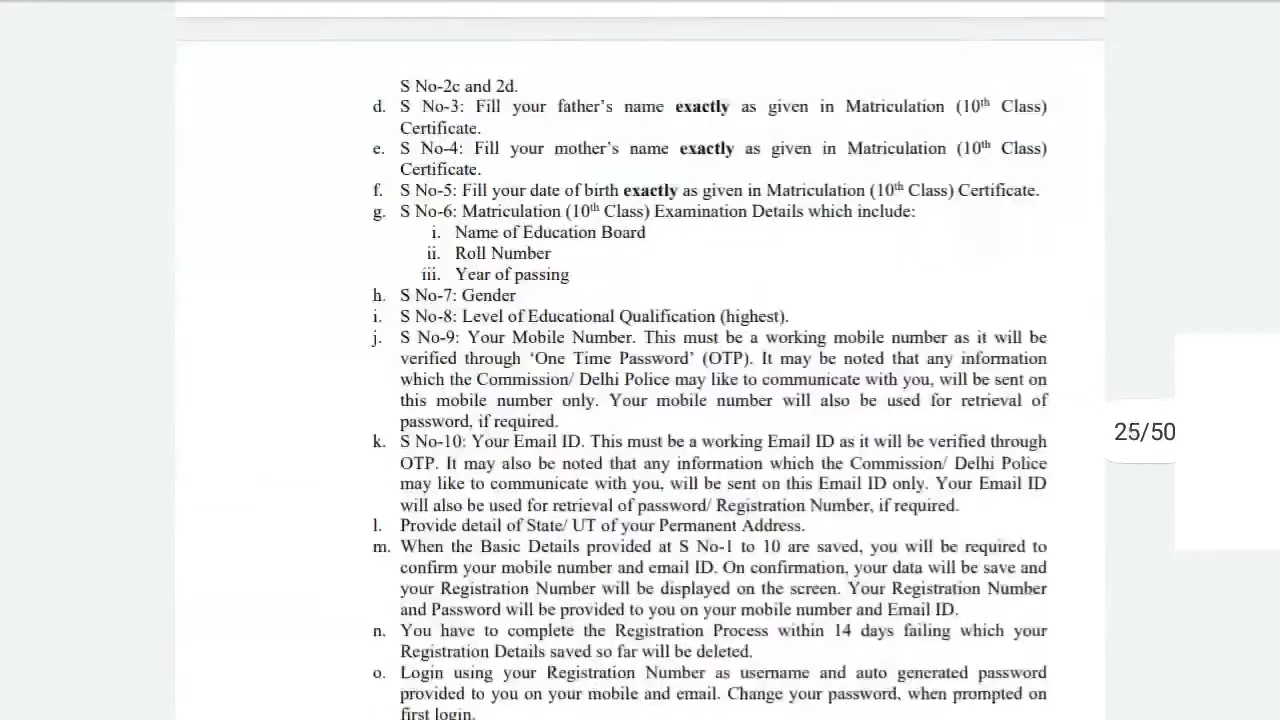 S No-2c and 2d.
d. S No-3: Fill your father's name exactly as given in Matriculation (10th Class)
Certificate.
e. S No-4: Fill your mother's name exactly as given in Matriculation (10th Class)
Certificate.
f. S No-5: Fill your date of birth exactly as given in Matriculation (10th Class) Certificate.
g. S No-6: Matriculation (10th Class) Examination Details which include:
i. Name of Education Board
ii. Roll Number
iii. Year of passing
h. S No-7: Gender
i. S No-8: Level of Educational Qualification (highest).
j. S No-9: Your Mobile Number. This must be a working mobile number as it will be
verified through 'One Time Password' (OTP). It may be noted that any information
which the Commission/ Delhi Police may like to communicate with you, will be sent on
this mobile number only. Your mobile number will also be used for retrieval of
password, if required.
k. S No-10: Your Email ID. This must be a working Email ID as it will be verified through
OTP. It may also be noted that any information which the Commission/ Delhi Police
may like to communicate with you, will be sent on this Email ID only. Your Email ID
will also be used for retrieval of password/ Registration Number, if required.
l. Provide detail of State/ UT of your Permanent Address.
m. When the Basic Details provided at S No-1 to 10 are saved, you will be required to
confirm your mobile number and email ID. On confirmation, your data will be save and
your Registration Number will be displayed on the screen. Your Registration Number
and Password will be provided to you on your mobile number and Email ID.
n. You have to complete the Registration Process within 14 days failing which your
Registration Details saved so far will be deleted.
o. Login using your Registration Number as username and auto generated password
provided to you on your mobile and email. Change your password, when prompted on
first login.
25/50